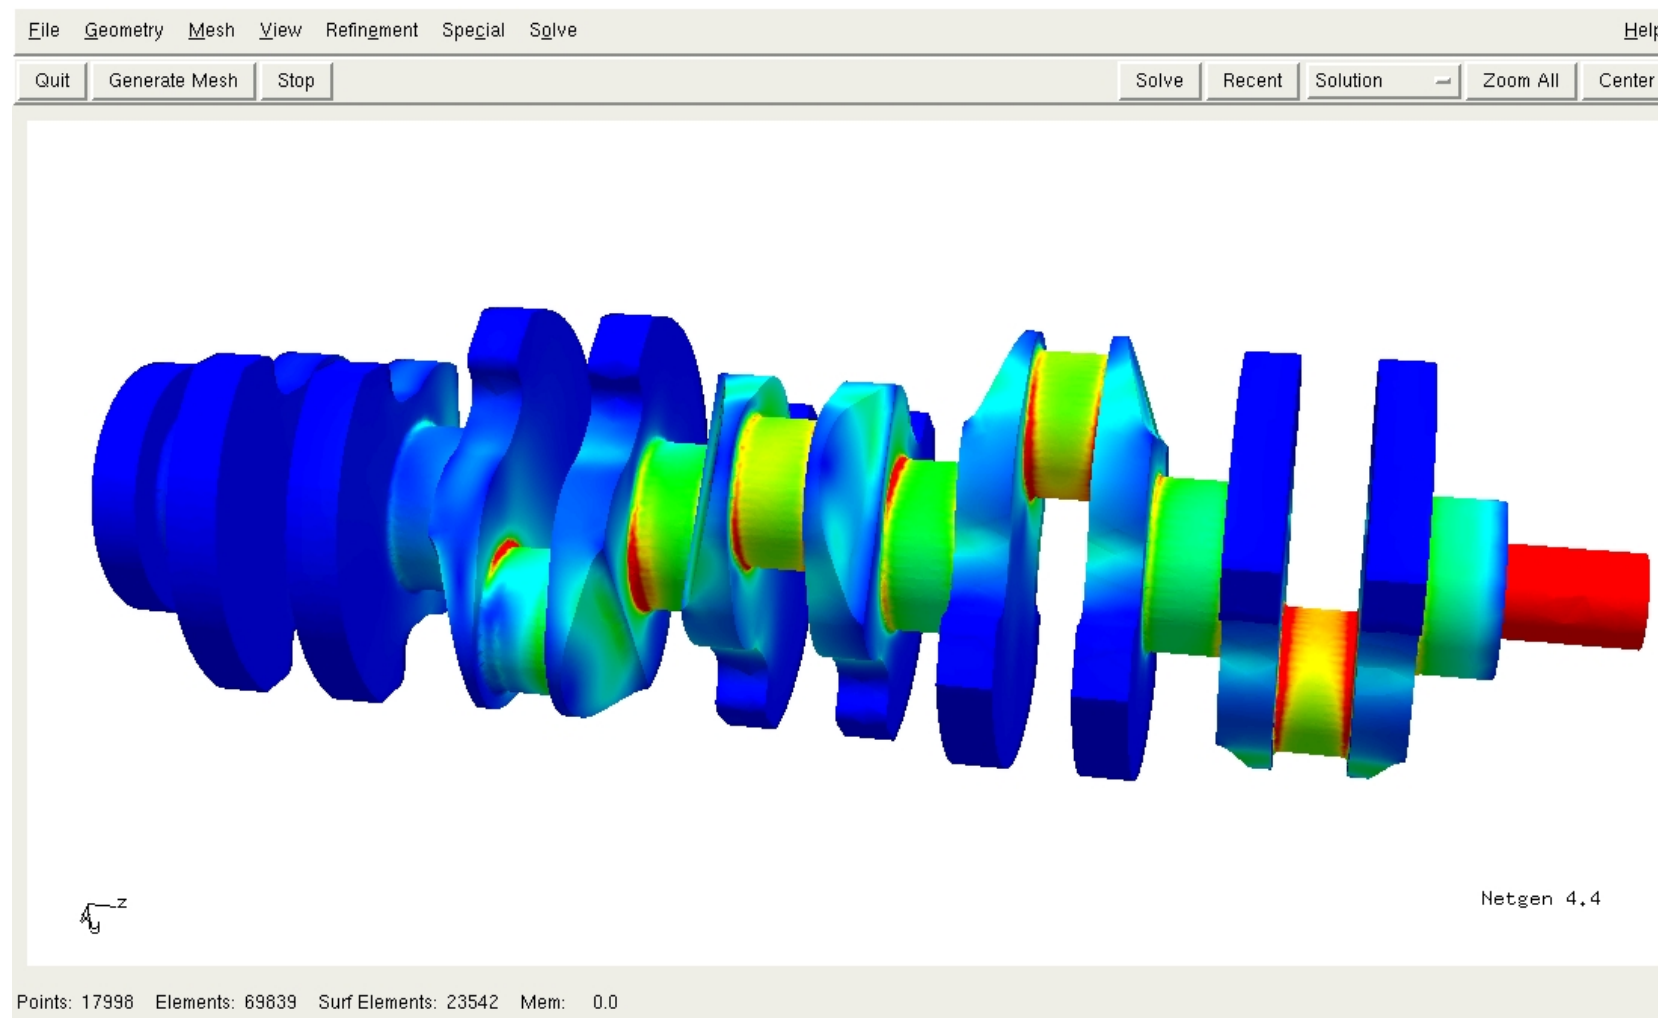 File Geometry Mesh View Refinement Special Solve Help
Quit Generate Mesh Stop Solve Recent Solution Zoom All Center
z
y
Netgen 4.4
Points: 17998 Elements: 69839 Surf Elements: 23542 Mem: 0.0